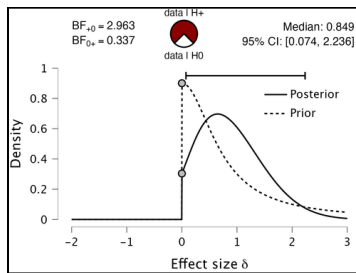 BF+0 = 2.963
BF0+ = 0.337
data | H+
data | H0
Median: 0.849
95% CI: [0.074, 2.236]
Posterior
Prior
Density
1
0.8
0.6
0.4
0.2
0
−2
−1
0
1
2
3
Effect size δ